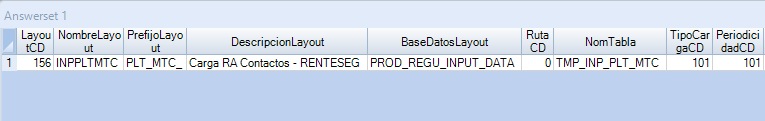 Answerset 1
LayoutCD NombreLayout PrefijoLayout DescripcionLayout BaseDatosLayout RutaCD NomTabla TipoCargaCD PeriodicidadCD
1 156 INPPLTMTC PLT_MTC_ Carga RA Contactos - RENTESEG PROD_REGU_INPUT_DATA 0 TMP_INP_PLT_MTC 101 101